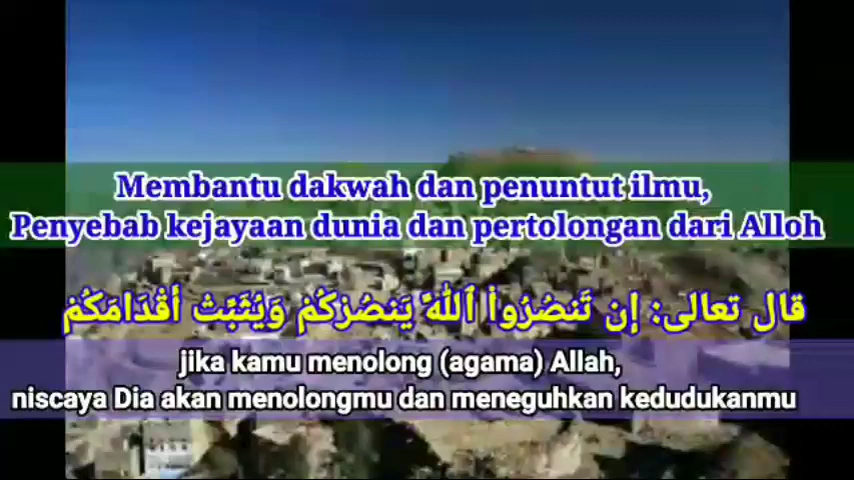 Membantu dakwah dan penuntut ilmu,
Penyebab kejayaan dunia dan pertolongan dari Alloh
قال تعالى: إِن تَنصُرُوا۟ ٱللَّهَ يَنصُرْكُمْ وَيُثَبِّتْ أَقْدَامَكُمْ
jika kamu menolong (agama) Allah,
niscaya Dia akan menolongmu dan meneguhkan kedudukanmu